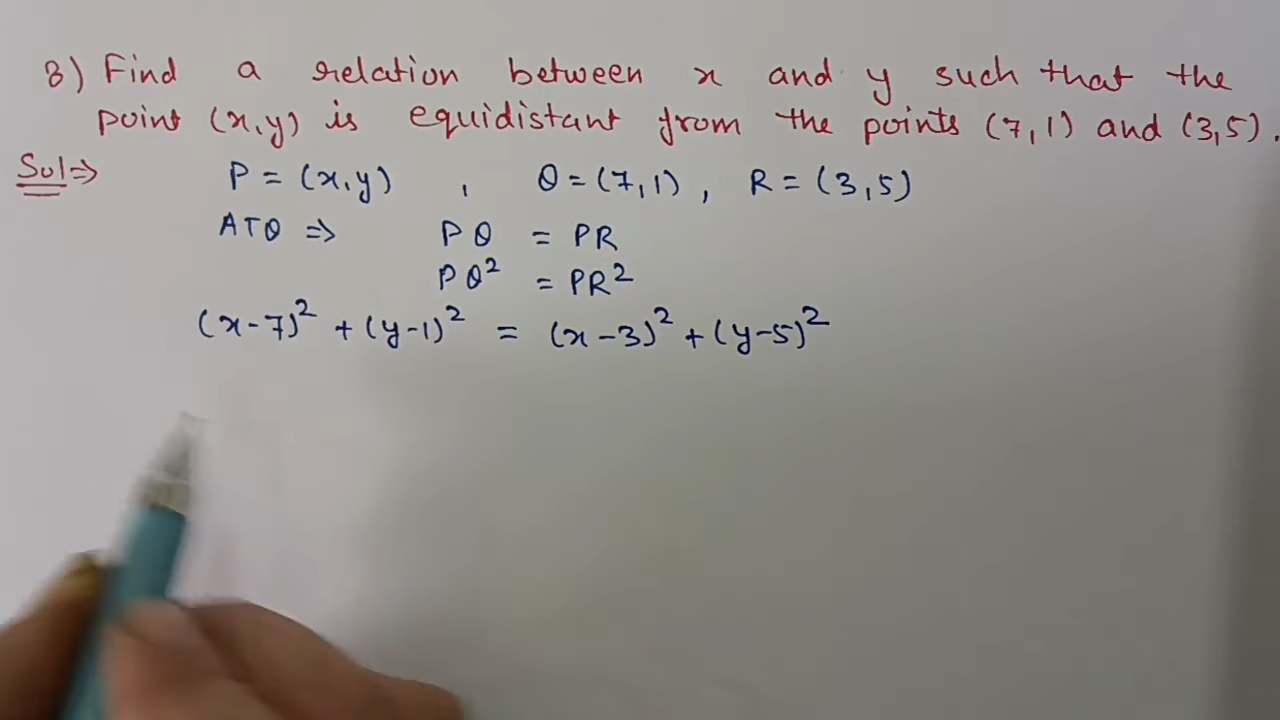 8) Find a relation between x and y such that the
point (x,y) is equidistant from the points (7,1) and (3,5).
Sol⇒ P = (x,y) , Q = (7,1) , R = (3,5)
ATQ ⇒ PQ = PR
PQ² = PR²
(x-7)² + (y-1)² = (x-3)² + (y-5)²